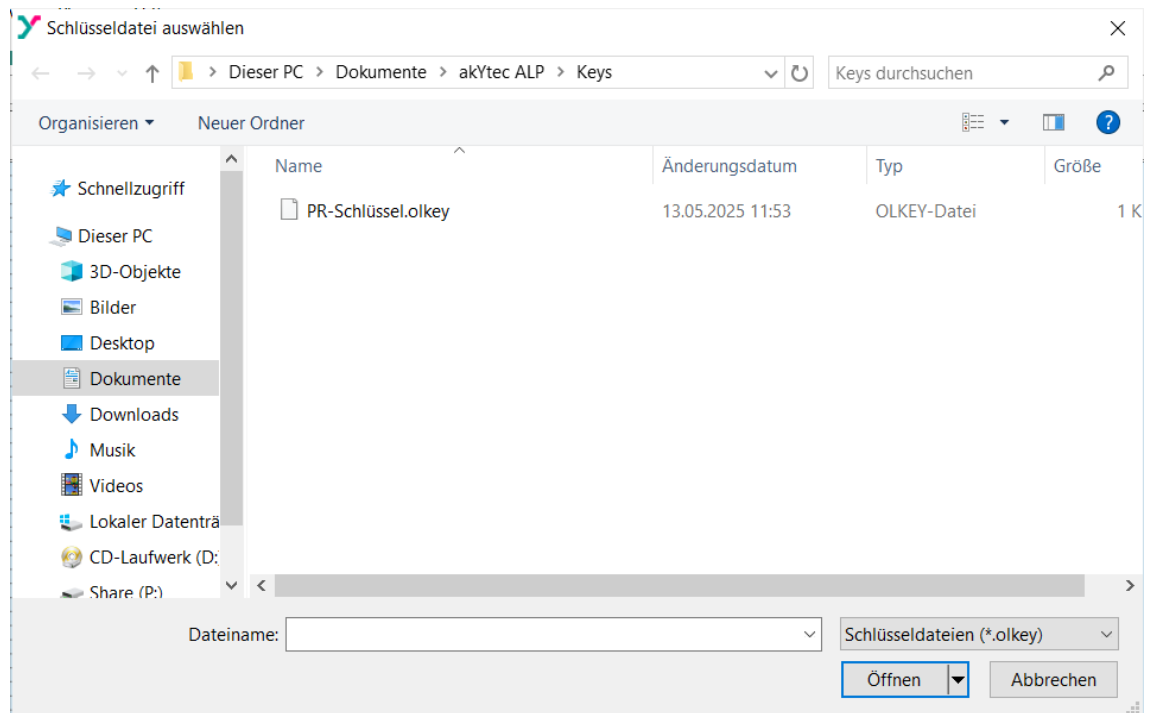 Schlüsseldatei auswählen
Dieser PC > Dokumente > akYtec ALP > Keys
Keys durchsuchen
Organisieren
Neuer Ordner
Name Änderungsdatum Typ Größe
PR-Schlüssel.olkey 13.05.2025 11:53 OLKEY-Datei 1 K
Schnellzugriff
Dieser PC
3D-Objekte
Bilder
Desktop
Dokumente
Downloads
Musik
Videos
Lokaler Datenträ
CD-Laufwerk (D:
Share (P:)
Dateiname:
Schlüsseldateien (*.olkey)
Öffnen
Abbrechen